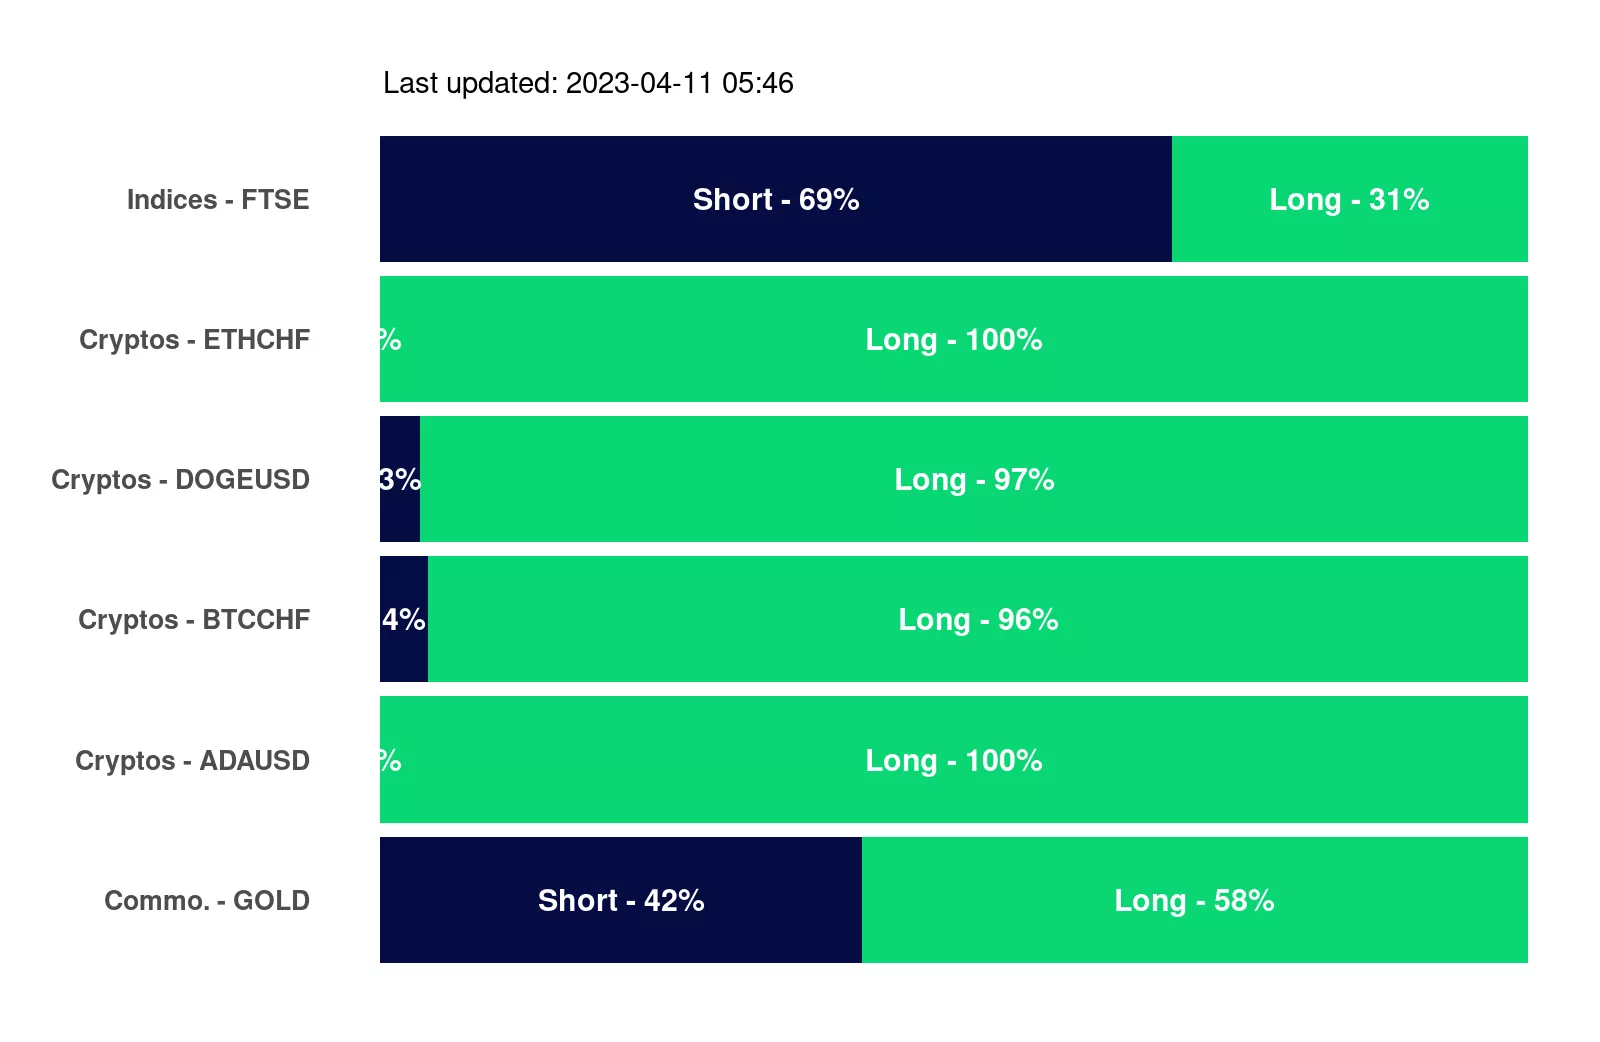 Last updated: 2023-04-11 05:46
Indices - FTSE Short - 69% Long - 31%
Cryptos - ETHCHF % Long - 100%
Cryptos - DOGEUSD 3% Long - 97%
Cryptos - BTCCHF 4% Long - 96%
Cryptos - ADAUSD % Long - 100%
Commo. - GOLD Short - 42% Long - 58%